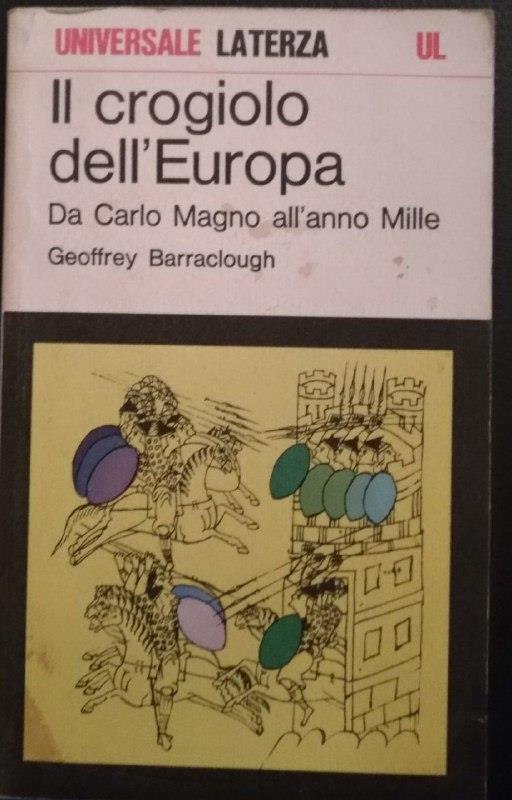 UNIVERSALE LATERZA UL
Il crogiolo
dell'Europa
Da Carlo Magno all'anno Mille
Geoffrey Barraclough